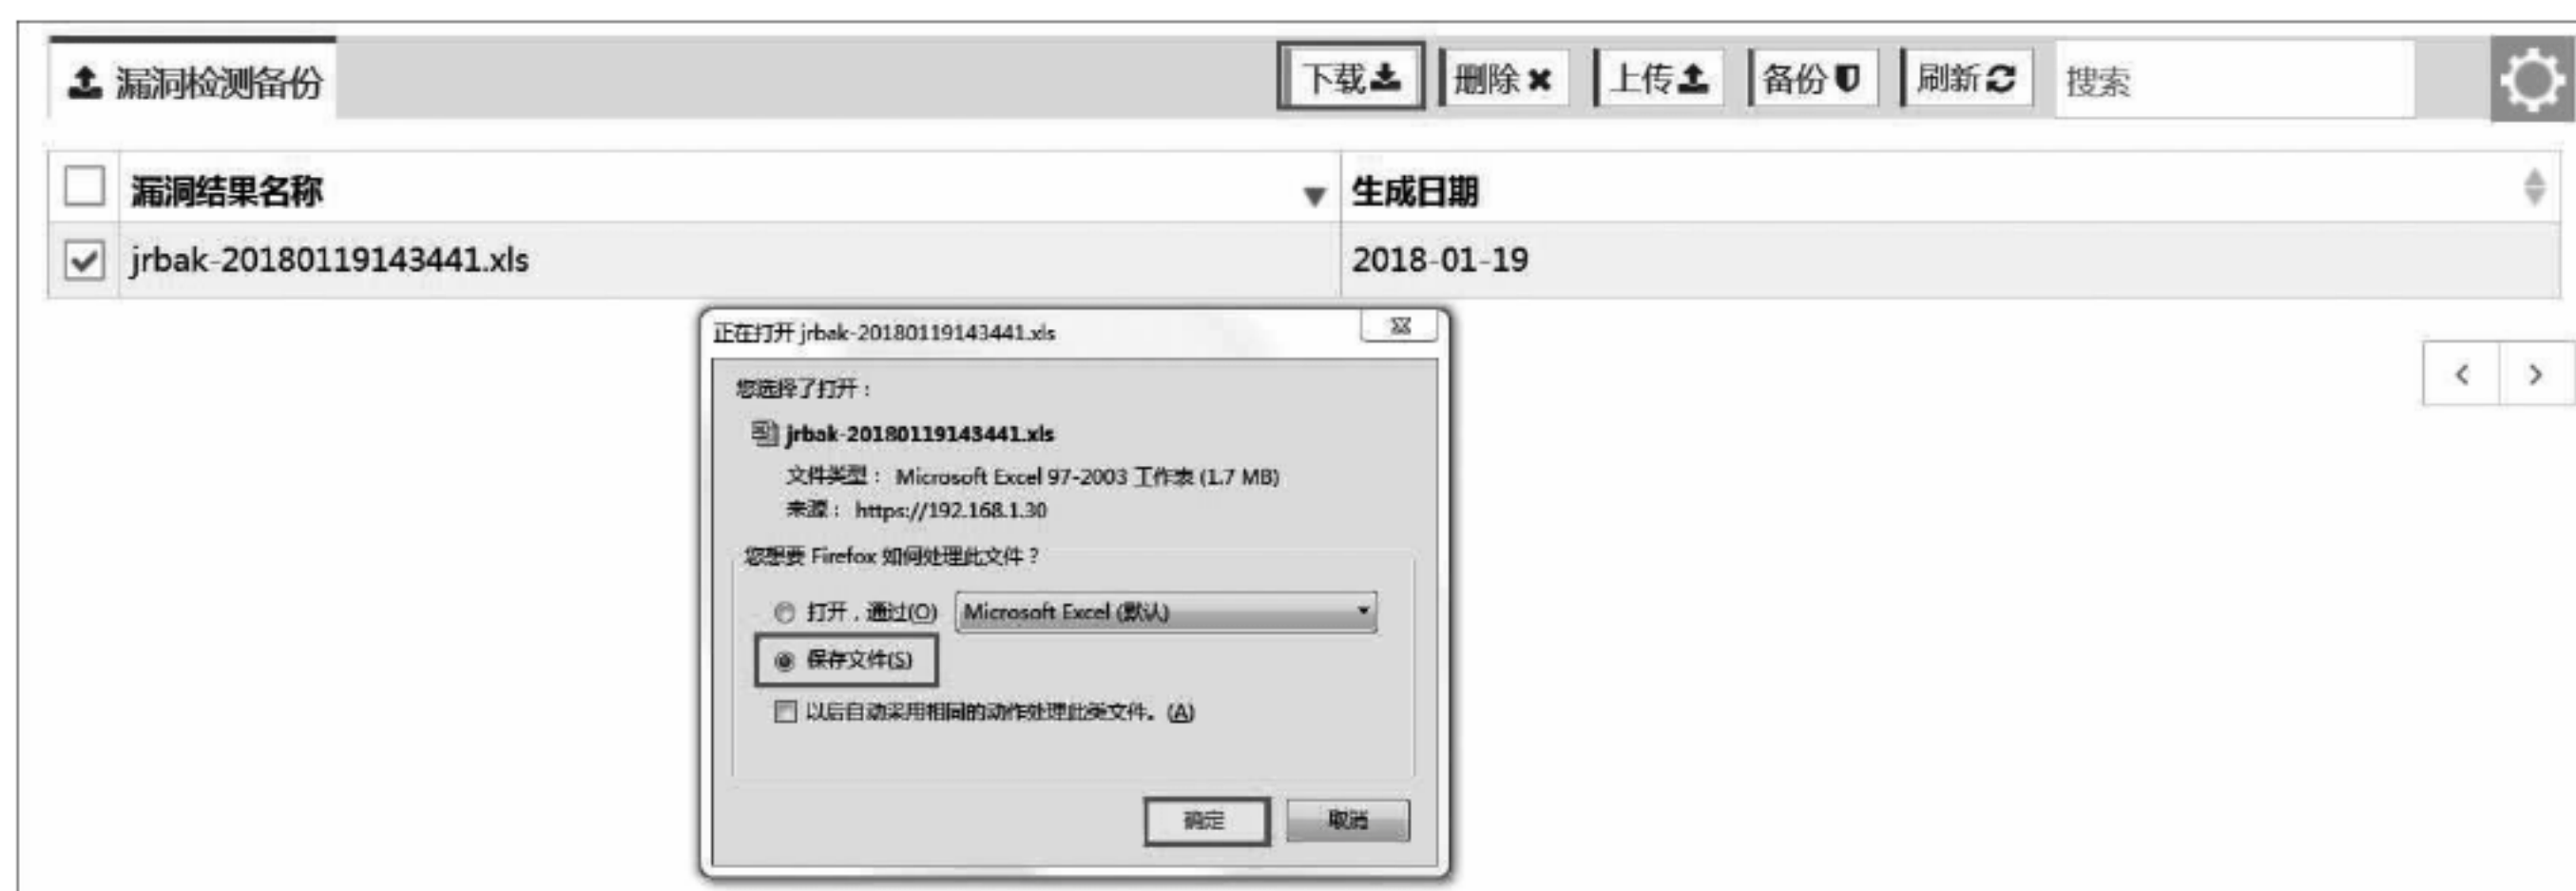 漏洞检测备份 下载 删除 上传 备份 刷新 搜索
漏洞结果名称 生成日期
jrbak-20180119143441.xls 2018-01-19
正在打开 jrbak-20180119143441.xls
您选择了打开：
jrbak-20180119143441.xls
文件类型： Microsoft Excel 97-2003 工作表 (1.7 MB)
来源： https://192.168.1.30
您想要 Firefox 如何处理此文件？
打开，通过(O) Microsoft Excel (默认)
保存文件(S)
以后自动采用相同的动作处理此类文件。(A)
确定 取消